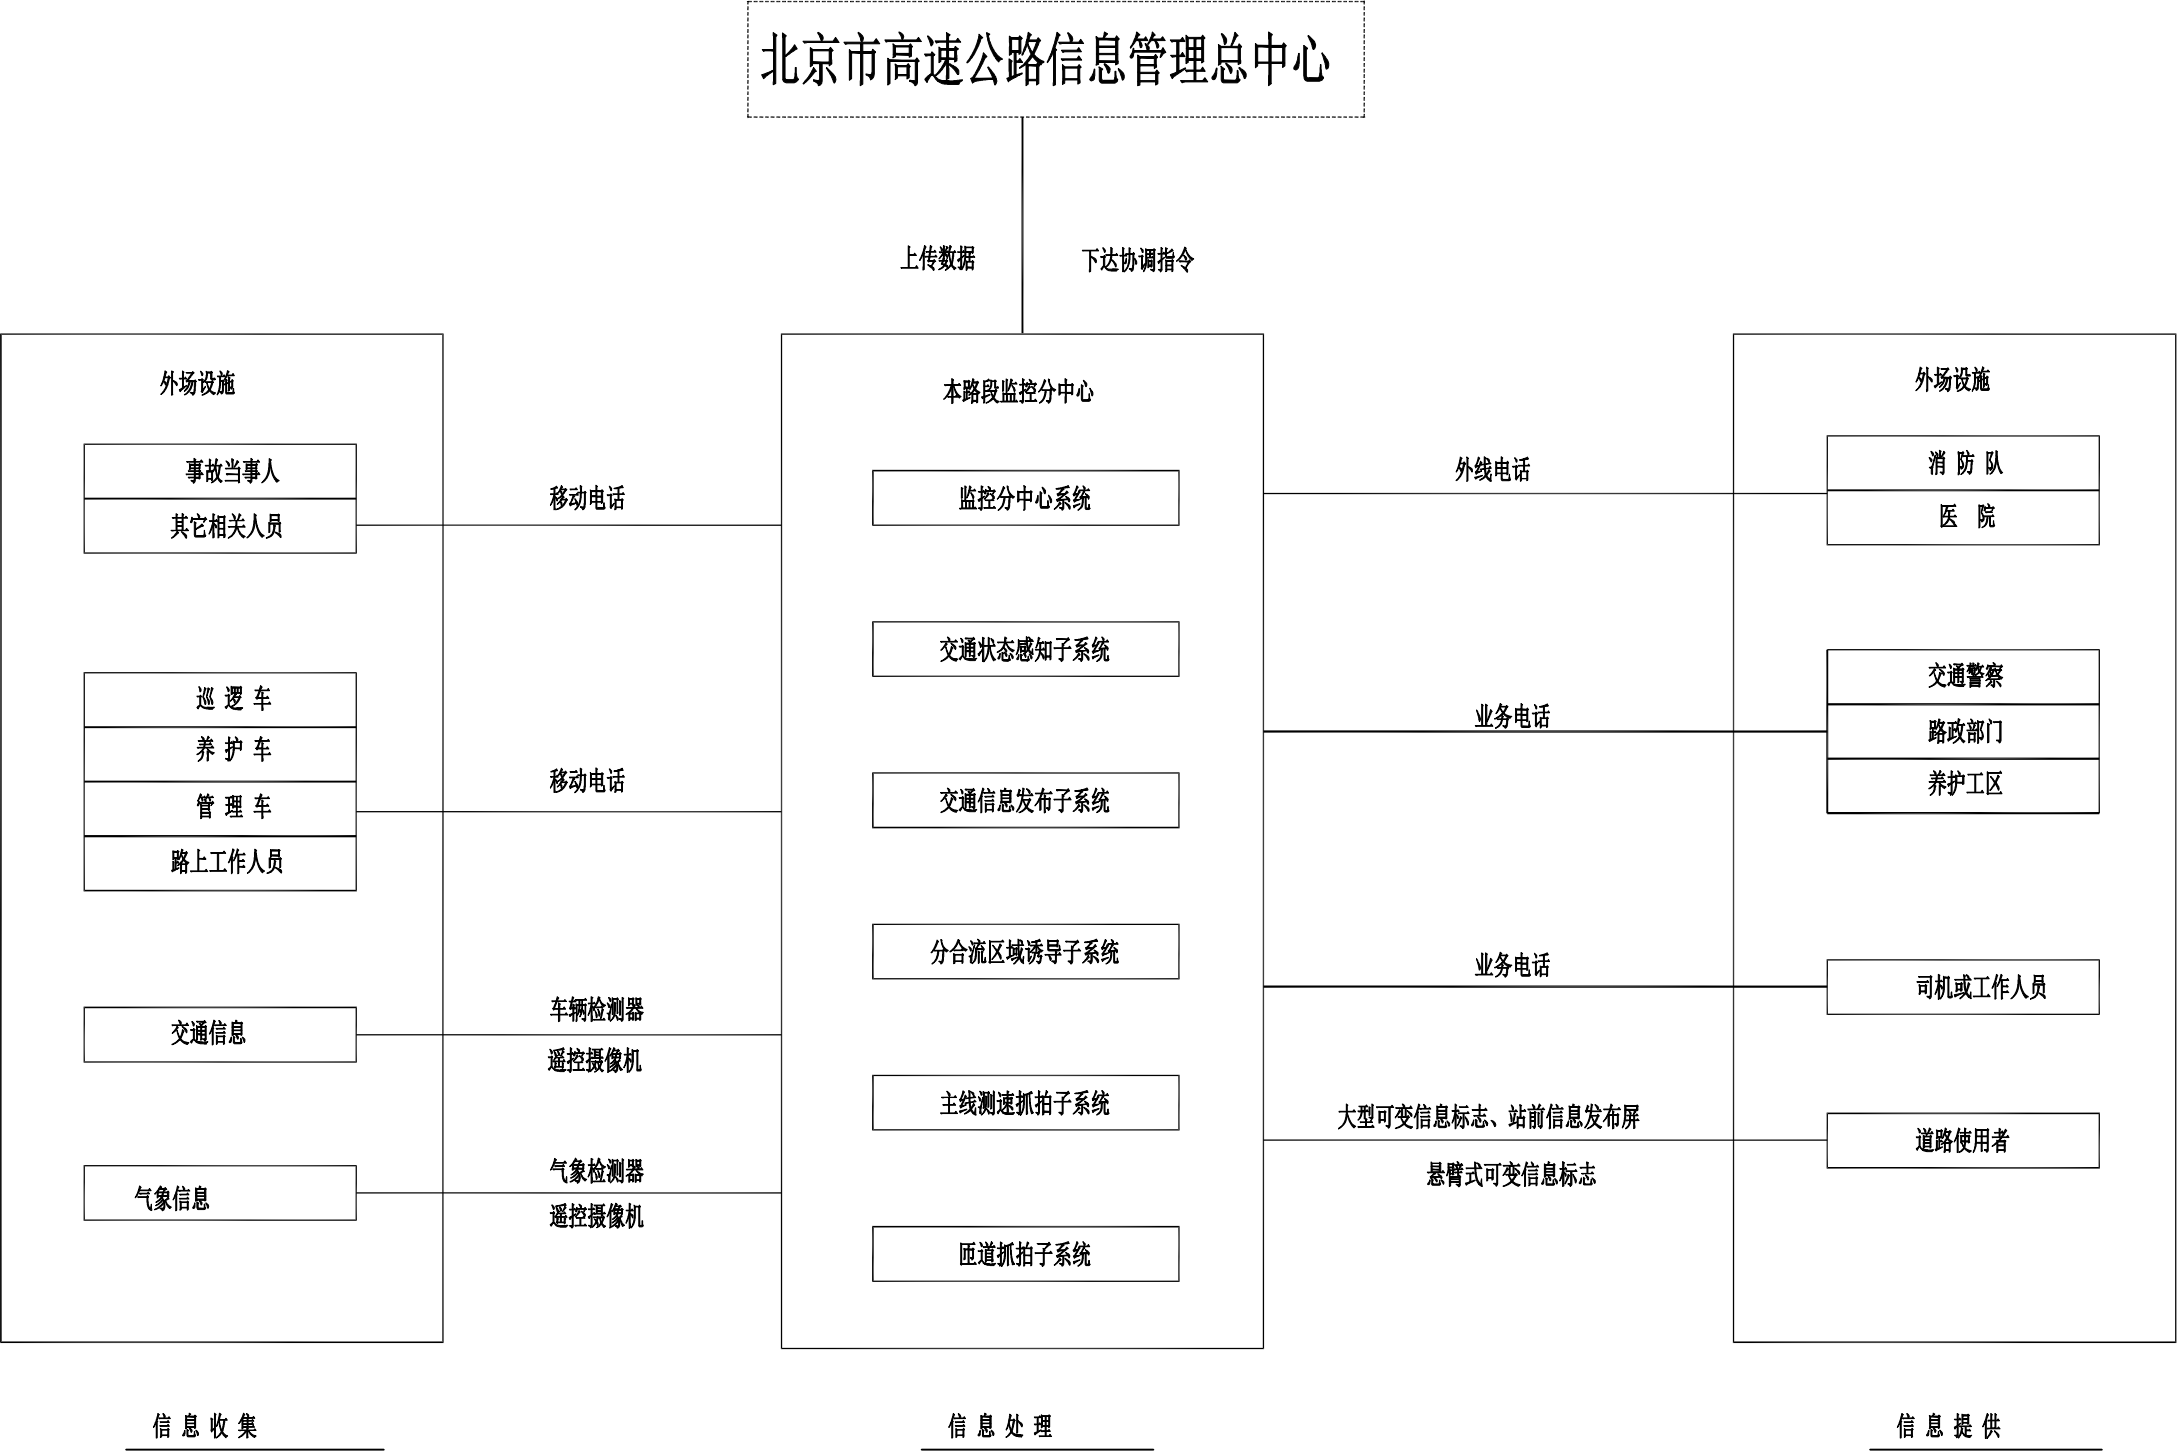 北京市高速公路信息管理总中心
上传数据
下达协调指令
外场设施
事故当事人
其它相关人员
巡 逻 车
养 护 车
管 理 车
路上工作人员
交通信息
气象信息
移动电话
移动电话
车辆检测器
遥控摄像机
气象检测器
遥控摄像机
本路段监控分中心
监控分中心系统
交通状态感知子系统
交通信息发布子系统
分合流区域诱导子系统
主线测速抓拍子系统
匝道抓拍子系统
外线电话
业务电话
业务电话
大型可变信息标志、站前信息发布屏
悬臂式可变信息标志
外场设施
消 防 队
医 院
交通警察
路政部门
养护工区
司机或工作人员
道路使用者
信 息 收 集
信 息 处 理
信 息 提 供